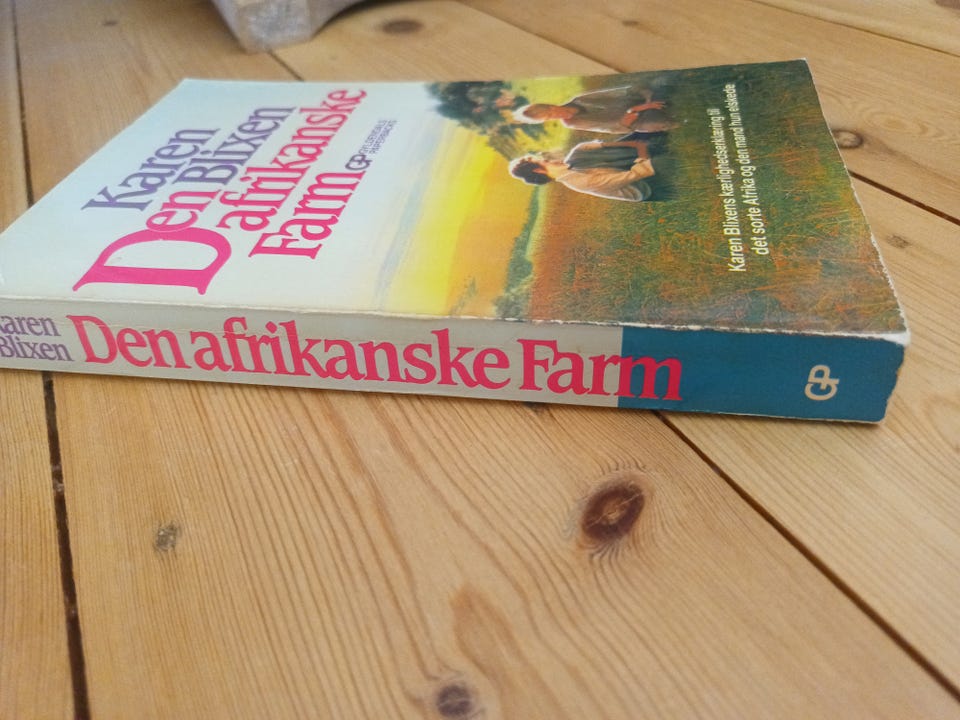 Karen
Blixen
Den
afrikanske
Farm
GP GYLDENDALS
PAPERBACKS
Karen Blixens kærlighedserklæring til
det sorte Afrika og den mand hun elskede
Karen
Blixen
Den afrikanske Farm
GP